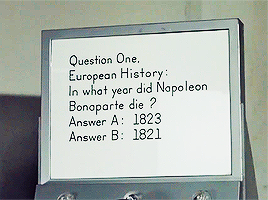 Question One.
European History:
In what year did Napoleon
Bonaparte die ?
Answer A: 1823
Answer B: 1821